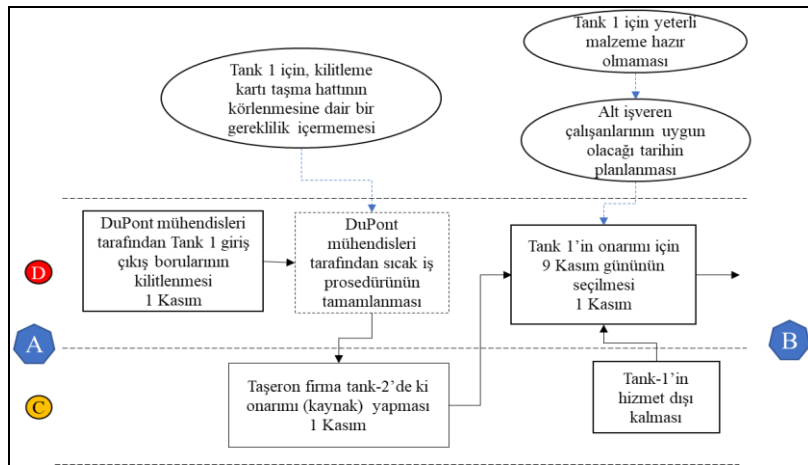 Tank 1 için yeterli
malzeme hazır
olmaması
Tank 1 için, kilitleme
kartı taşma hattının
körlenmesine dair bir
gereklilik içermemesi
Alt işveren
çalışanlarının uygun
olacağı tarihin
planlanması
DuPont mühendisleri
tarafından Tank 1 giriş
çıkış borularının
kilitlenmesi
1 Kasım
DuPont
mühendisleri
tarafından sıcak iş
prosedürünün
tamamlanması
Tank 1’in onarımı için
9 Kasım gününün
seçilmesi
1 Kasım
D
A
B
Taşeron firma tank-2’de ki
onarımı (kaynak) yapması
1 Kasım
Tank-1’in
hizmet dışı
kalması
C